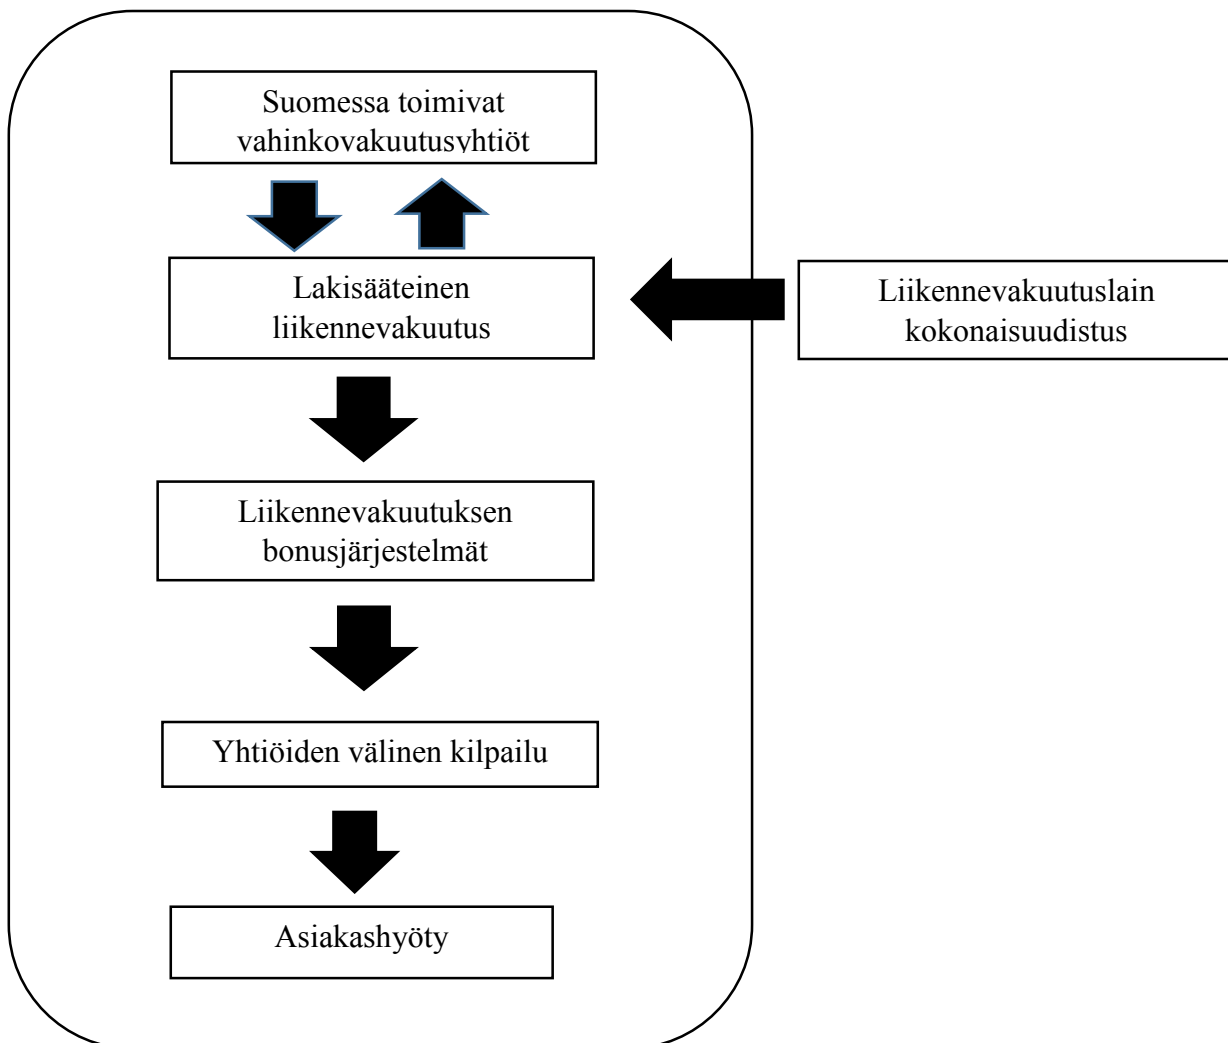 Suomessa toimivat
vahinkovakuutusyhtiöt
Lakisääteinen
liikennevakuutus
Liikennevakuutuslain
kokonaisuudistus
Liikennevakuutuksen
bonusjärjestelmät
Yhtiöiden välinen kilpailu
Asiakashyöty